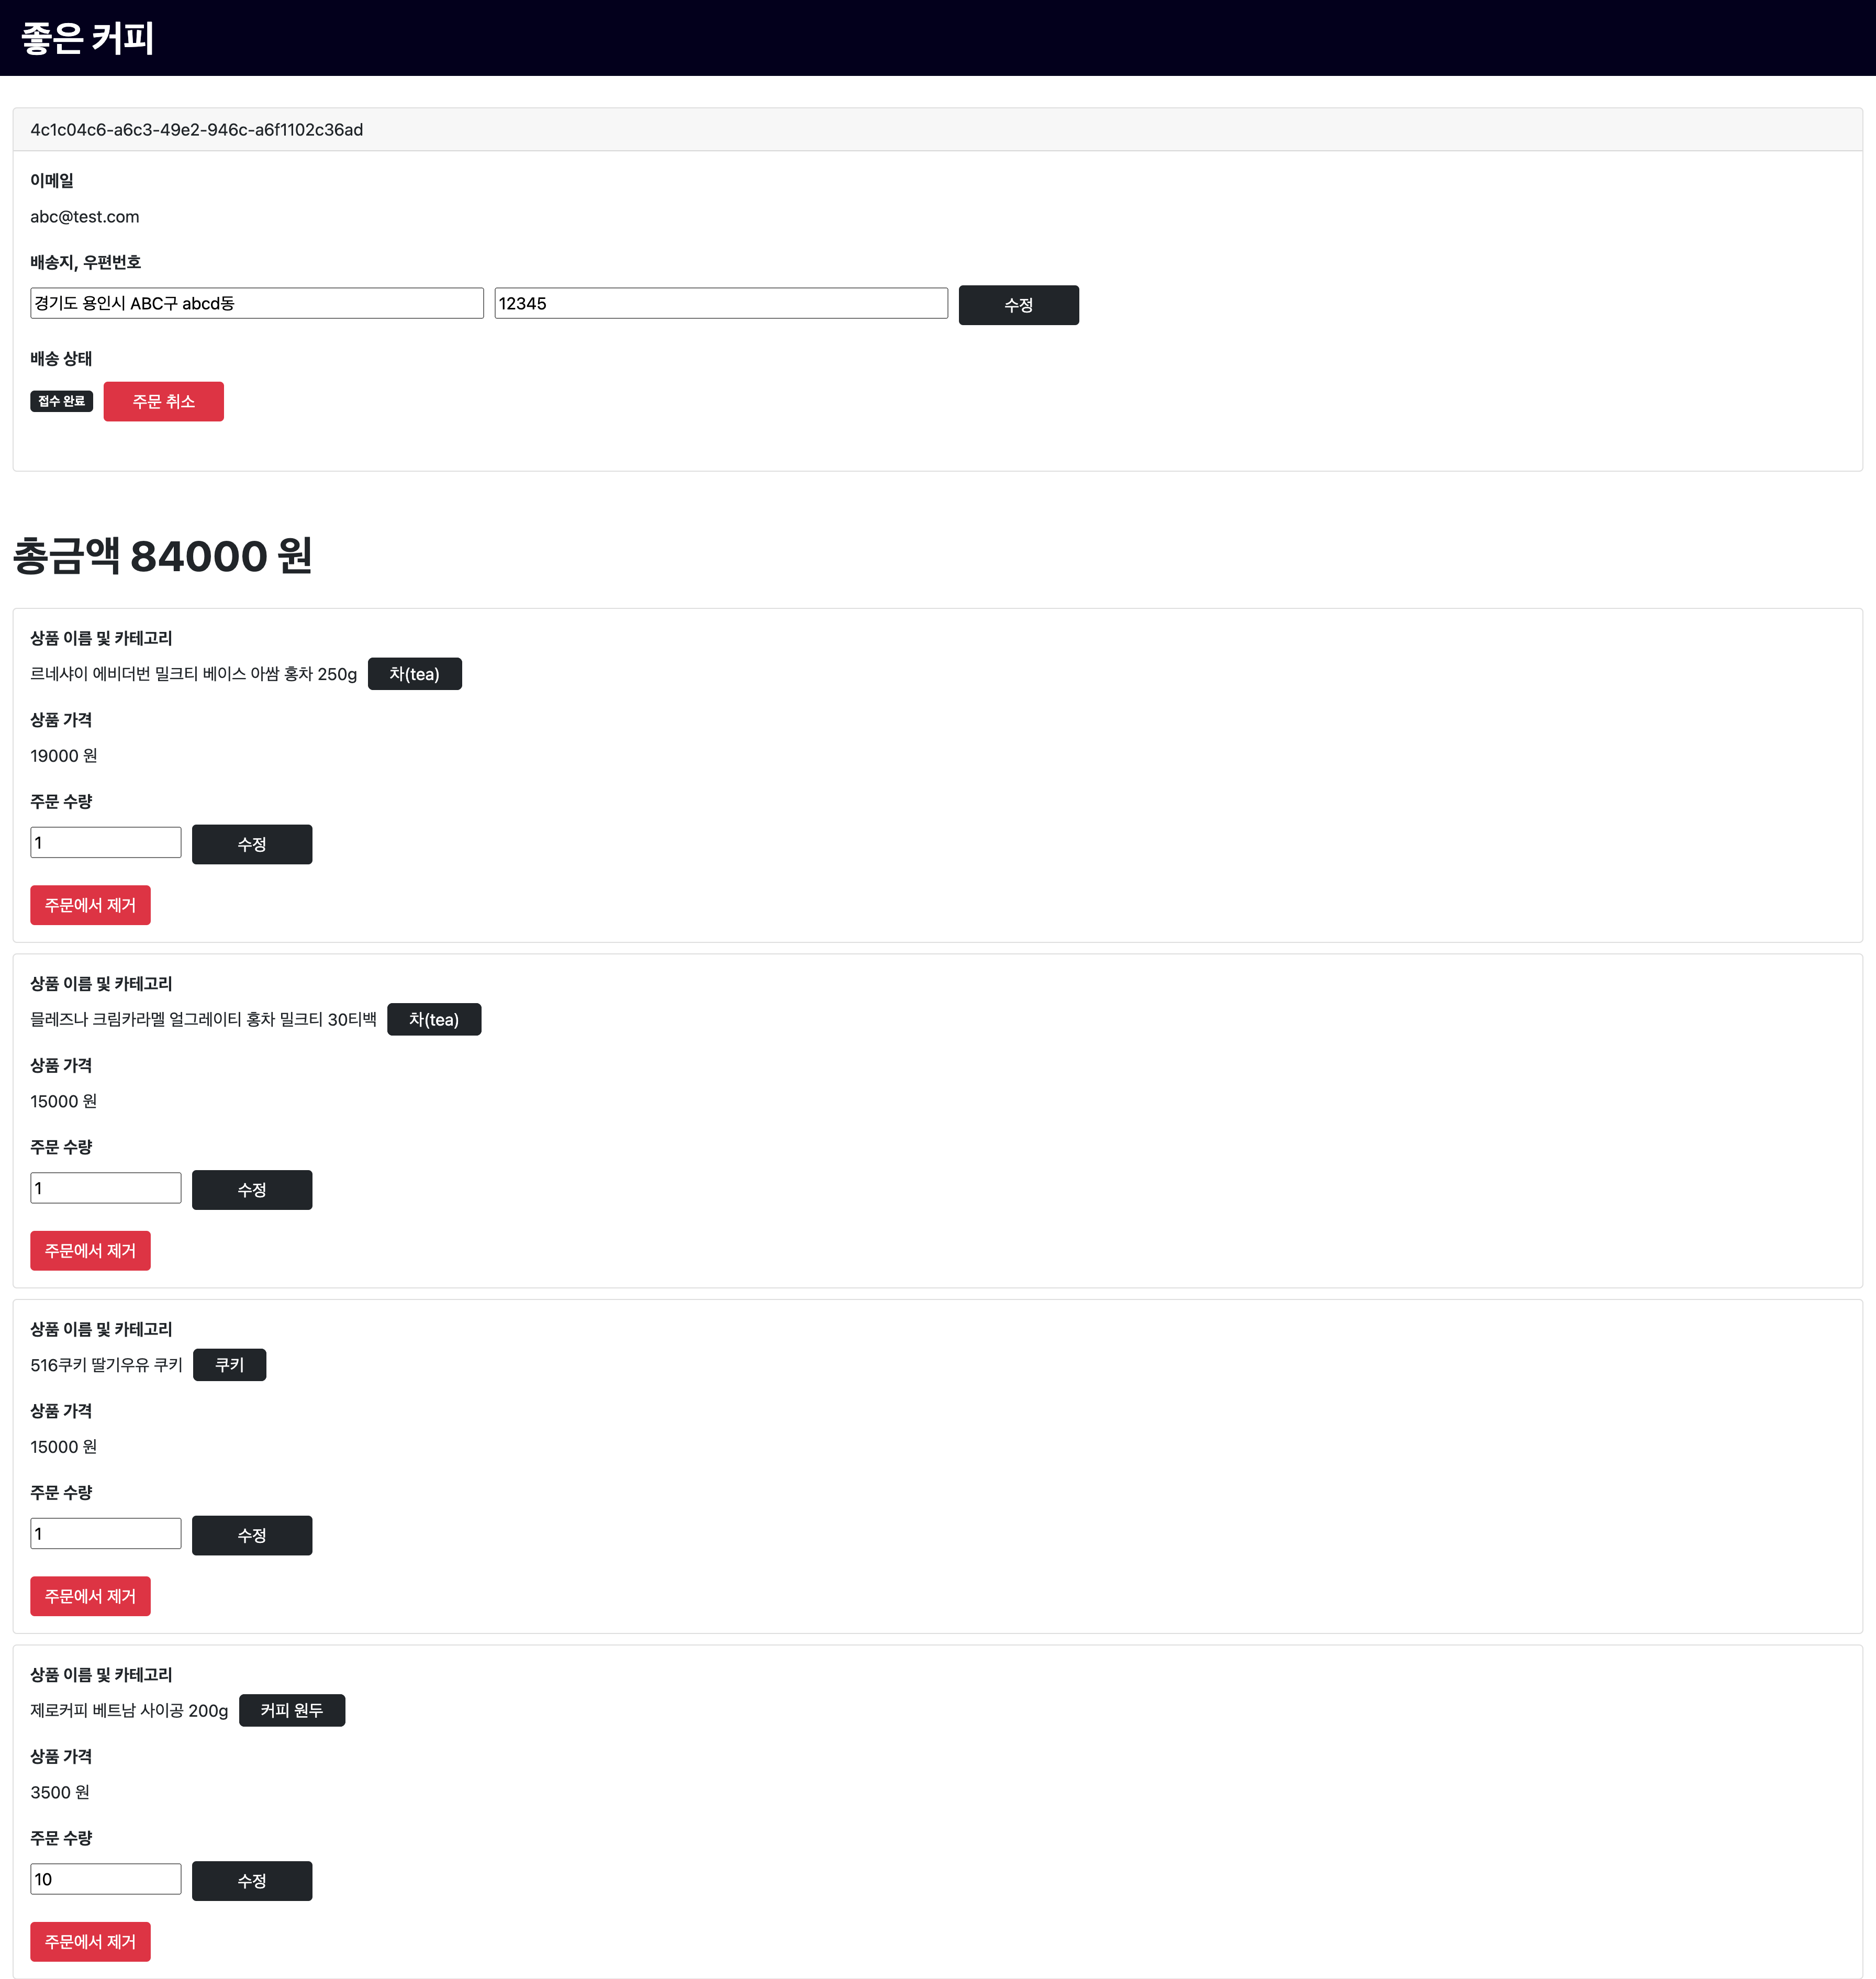 좋은 커피
4c1c04c6-a6c3-49e2-946c-a6f1102c36ad
이메일
abc@test.com
배송지, 우편번호
경기도 용인시 ABC구 abcd동 12345 수정
배송 상태
접수 완료 주문 취소
총금액 84000 원
상품 이름 및 카테고리
르네샤이 에비더번 밀크티 베이스 아쌈 홍차 250g 차(tea)
상품 가격
19000 원
주문 수량
1 수정
주문에서 제거
상품 이름 및 카테고리
믈레즈나 크림카라멜 얼그레이티 홍차 밀크티 30티백 차(tea)
상품 가격
15000 원
주문 수량
1 수정
주문에서 제거
상품 이름 및 카테고리
516쿠키 딸기우유 쿠키 쿠키
상품 가격
15000 원
주문 수량
1 수정
주문에서 제거
상품 이름 및 카테고리
제로커피 베트남 사이공 200g 커피 원두
상품 가격
3500 원
주문 수량
10 수정
주문에서 제거